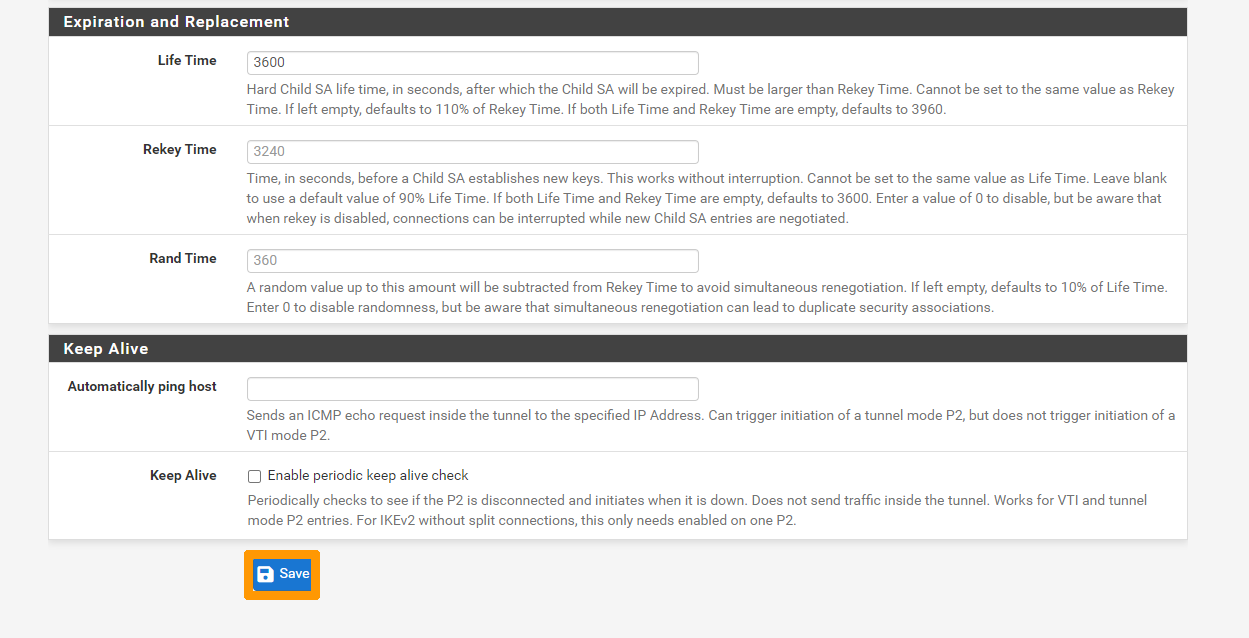 Expiration and Replacement
Life Time
3600
Hard Child SA life time, in seconds, after which the Child SA will be expired. Must be larger than Rekey Time. Cannot be set to the same value as Rekey
Time. If left empty, defaults to 110% of Rekey Time. If both Life Time and Rekey Time are empty, defaults to 3960.
Rekey Time
3240
Time, in seconds, before a Child SA establishes new keys. This works without interruption. Cannot be set to the same value as Life Time. Leave blank
to use a default value of 90% Life Time. If both Life Time and Rekey Time are empty, defaults to 3600. Enter a value of 0 to disable, but be aware that
when rekey is disabled, connections can be interrupted while new Child SA entries are negotiated.
Rand Time
360
A random value up to this amount will be subtracted from Rekey Time to avoid simultaneous renegotiation. If left empty, defaults to 10% of Life Time.
Enter 0 to disable randomness, but be aware that simultaneous renegotiation can lead to duplicate security associations.
Keep Alive
Automatically ping host
Sends an ICMP echo request inside the tunnel to the specified IP Address. Can trigger initiation of a tunnel mode P2, but does not trigger initiation of a
VTI mode P2.
Keep Alive
Enable periodic keep alive check
Periodically checks to see if the P2 is disconnected and initiates when it is down. Does not send traffic inside the tunnel. Works for VTI and tunnel
mode P2 entries. For IKEv2 without split connections, this only needs enabled on one P2.
Save